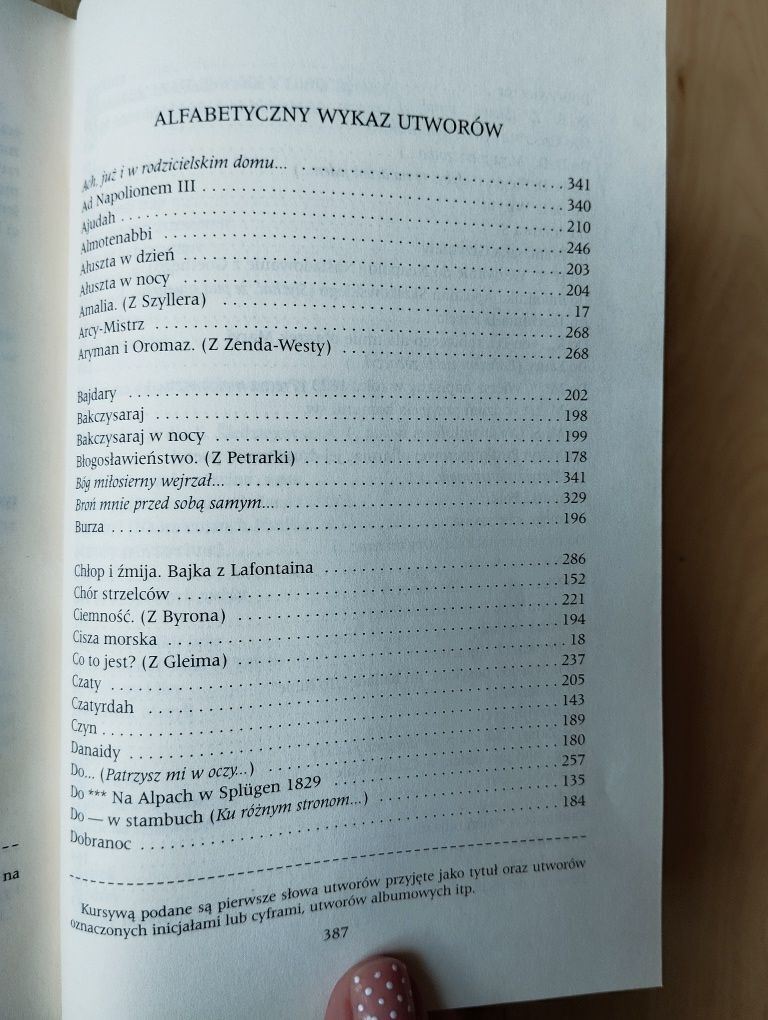 ALFABETYCZNY WYKAZ UTWORÓW
Ach, już i w rodzicielskim domu... 341
Ad Napolionem III 340
Ajudah 210
Almotenabbi 246
Ałuszta w dzień 203
Ałuszta w nocy 204
Amalia. (Z Szyllera) 17
Arcy-Mistrz 268
Aryman i Oromaz. (Z Zenda-Westy) 268
Bajdary 202
Bakczysaraj 198
Bakczysaraj w nocy 199
Błogosławieństwo. (Z Petrarki) 178
Bóg miłosierny wejrzał... 341
Broń mnie przed sobą samym... 329
Burza 196
Chłop i żmija. Bajka z Lafontaina 286
Chór strzelców 152
Ciemność. (Z Byrona) 221
Cisza morska 194
Co to jest? (Z Gleima) 18
Czaty 237
Czatyrdah 205
Czyn 143
Danaidy 189
Do... (Patrzysz mi w oczy...) 180
Do *** Na Alpach w Splügen 1829 257
Do — w stambuch (Ku różnym stronom...) 135
Dobranoc 184
Kursywą podane są pierwsze słowa utworów przyjęte jako tytuł oraz utworów
oznaczonych inicjałami lub cyframi, utworów albumowych itp.
387
na